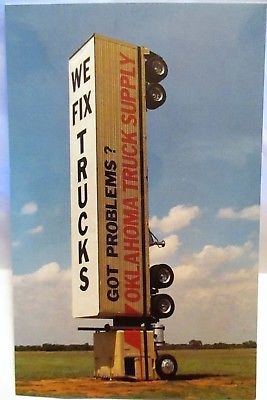 WE
FIX
TRUCKS
GOT PROBLEMS?
OKLAHOMA TRUCK SUPPLY